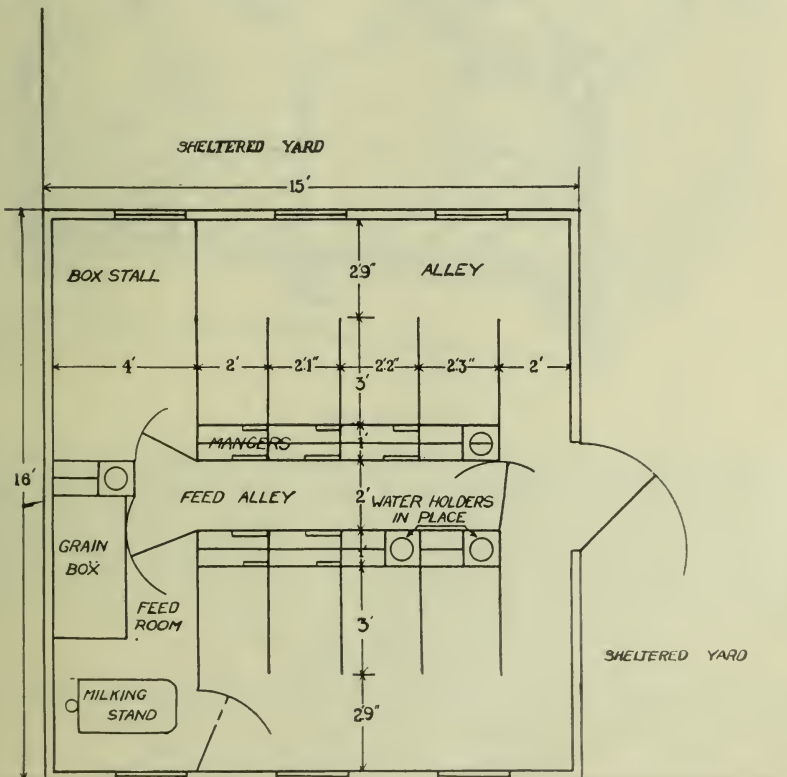 SHELTERED YARD
15'
BOX STALL
2'9"
ALLEY
4'
2'
2'1"
2'2"
2'3"
2'
3'
MANGERS
1'
16'
FEED ALLEY
2'
WATER HOLDERS
IN PLACE
GRAIN
BOX
1'
FEED
ROOM
3'
SHELTERED YARD
MILKING
STAND
2'9"